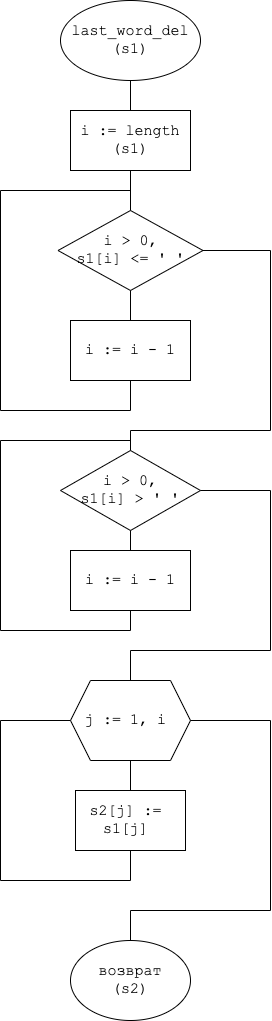 last_word_del
(s1)
i := length
(s1)
i > 0,
s1[i] <= ' '
i := i - 1
i > 0,
s1[i] > ' '
i := i - 1
j := 1, i
s2[j] :=
s1[j]
возврат
(s2)